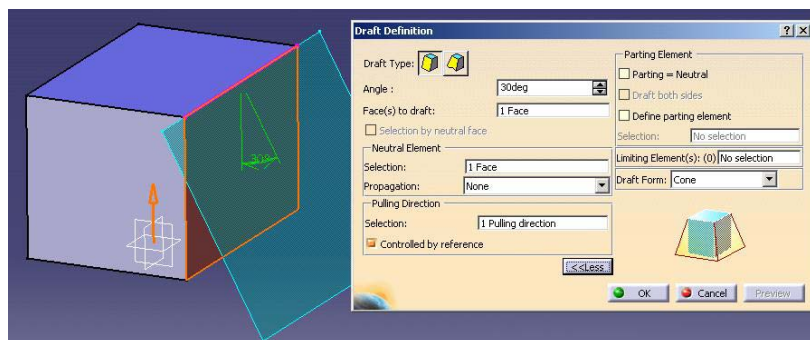 Draft Definition
Draft Type:
Angle :
30deg
Face(s) to draft:
1 Face
Selection by neutral face
Neutral Element
Selection:
1 Face
Propagation:
None
Pulling Direction
Selection:
1 Pulling direction
Controlled by reference
<<Less
Parting Element
Parting = Neutral
Draft both sides
Define parting element
Selection:
No selection
Limiting Element(s): (0)
No selection
Draft Form:
Cone
OK
Cancel
Preview